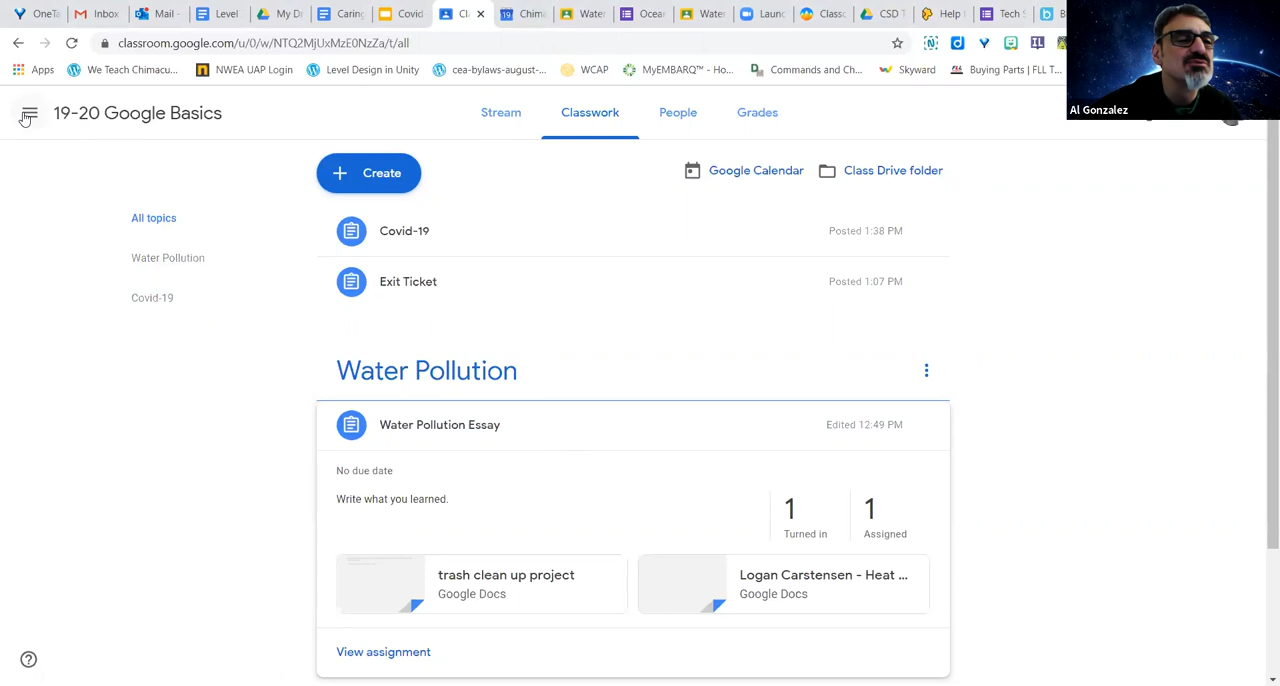 OneTa Inbox Mail - Level My Dr Caring Covid Cl Chima Water Ocea Water Laun Classr CSD T Help Tech S B
classroom.google.com/u/0/w/NTQ2MjUxMzE0NzZa/t/all
Apps We Teach Chimacu... NWEA UAP Login Level Design in Unity cea-bylaws-august-... WCAP MyEMBARQ™ - Ho... Commands and Ch... Skyward Buying Parts | FLL T...
Al Gonzalez
19-20 Google Basics Stream Classwork People Grades
Create Google Calendar Class Drive folder
All topics
Water Pollution
Covid-19
Covid-19 Posted 1:38 PM
Exit Ticket Posted 1:07 PM
Water Pollution
Water Pollution Essay Edited 12:49 PM
No due date
Write what you learned.
1 1
Turned in Assigned
trash clean up project Logan Carstensen - Heat ...
Google Docs Google Docs
View assignment